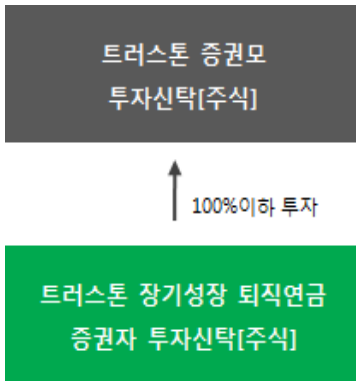 트러스톤 증권모
투자신탁[주식]
100%이하 투자
트러스톤 장기성장 퇴직연금
증권자 투자신탁[주식]